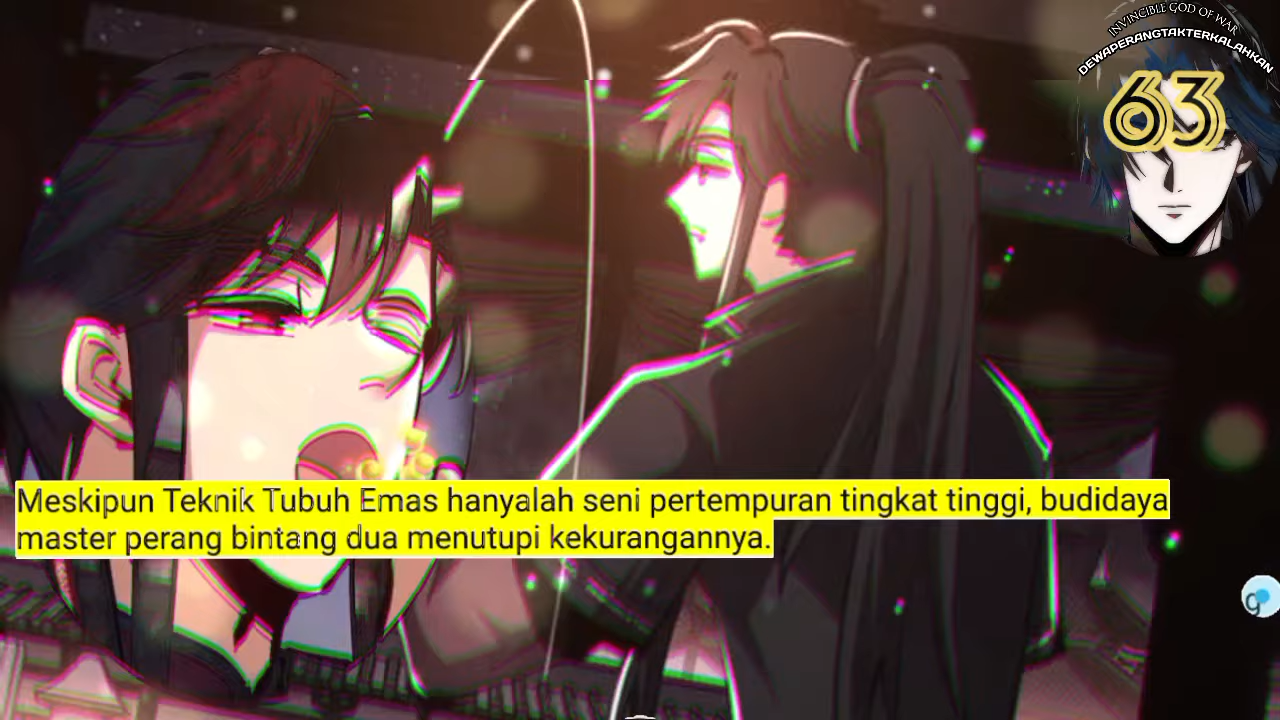 INVINCIBLE GOD OF WAR
DEWAPERANGTAKTERKALAHKAN
63
Meskipun Teknik Tubuh Emas hanyalah seni pertempuran tingkat tinggi, budidaya
master perang bintang dua menutupi kekurangannya.
g